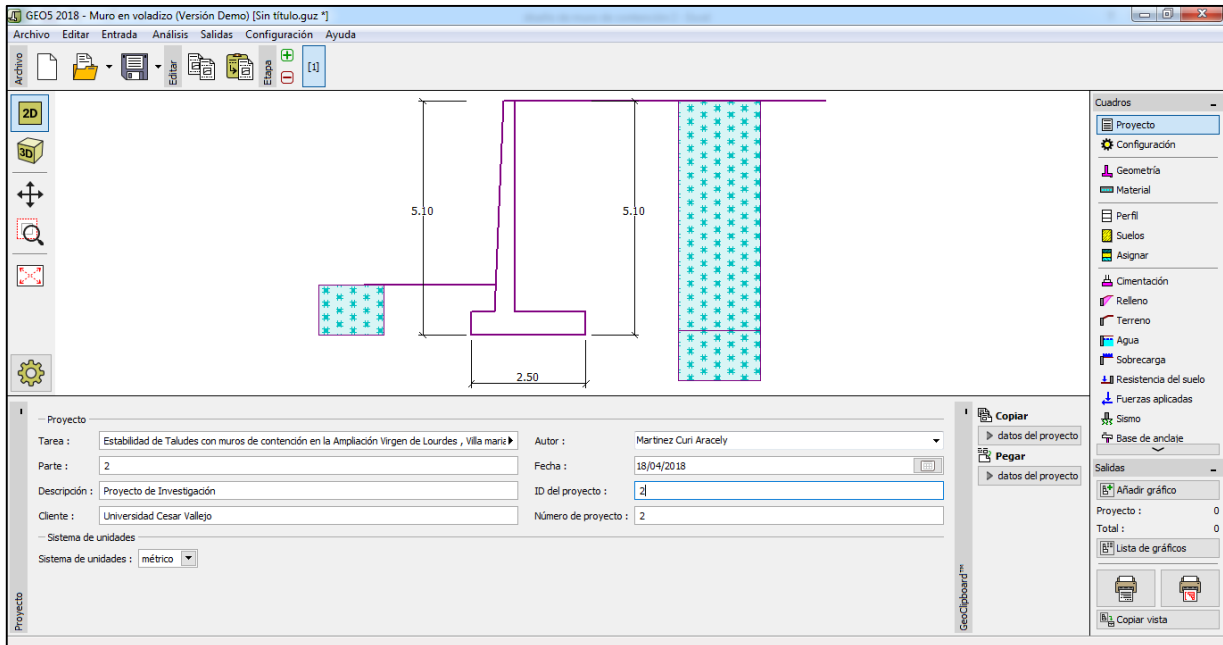 GEO5 2018 - Muro en voladizo (Versión Demo) [Sin título.guz *]
Archivo Editar Entrada Análisis Salidas Configuración Ayuda
Archivo
Editar
Etapa
[1]
2D
3D
5.10
5.10
2.50
Cuadros
Proyecto
Configuración
Geometría
Material
Perfil
Suelos
Asignar
Cimentación
Relleno
Terreno
Agua
Sobrecarga
Resistencia del suelo
Fuerzas aplicadas
Sismo
Base de anclaje
Salidas
Añadir gráfico
Proyecto : 0
Total : 0
Lista de gráficos
Copiar vista
Proyecto
Proyecto
Tarea : Estabilidad de Taludes con muros de contención en la Ampliación Virgen de Lourdes , Villa maria
Autor : Martinez Curi Aracely
Parte : 2
Fecha : 18/04/2018
Descripción : Proyecto de Investigación
ID del proyecto : 2
Cliente : Universidad Cesar Vallejo
Número de proyecto : 2
Sistema de unidades
Sistema de unidades : métrico
GeoClipboard™
Copiar
datos del proyecto
Pegar
datos del proyecto